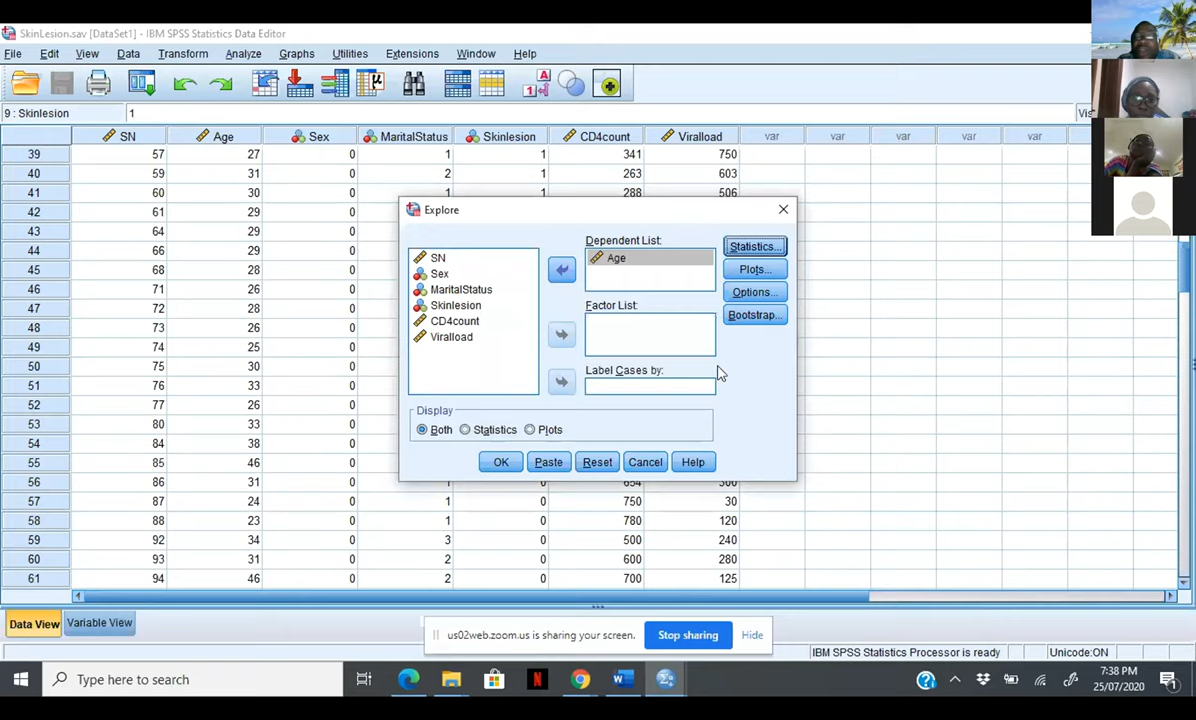 SkinLesion.sav [DataSet1] - IBM SPSS Statistics Data Editor
File Edit View Data Transform Analyze Graphs Utilities Extensions Window Help
9 : Skinlesion 1
SN Age Sex MaritalStatus Skinlesion CD4count Viralload var var var var var
39 57 27 0 1 1 341 750
40 59 31 0 2 1 263 603
41 60 30 0 1 1 288 506
42 61 29 0
43 64 29 0
44 66 29 0
45 68 28 0
46 71 26 0
47 72 28 0
48 73 26 0
49 74 25 0
50 75 30 0
51 76 33 0
52 77 26 0
53 80 33 0
54 84 38 0
55 85 46 0
56 86 31 0 1 0 654 300
57 87 24 0 1 0 750 30
58 88 23 0 1 0 780 120
59 92 34 0 3 0 500 240
60 93 31 0 2 0 600 280
61 94 46 0 2 0 700 125
Explore
SN
Sex
MaritalStatus
Skinlesion
CD4count
Viralload
Dependent List:
Age
Factor List:
Label Cases by:
Statistics...
Plots...
Options...
Bootstrap...
Display
Both Statistics Plots
OK Paste Reset Cancel Help
Data View Variable View
us02web.zoom.us is sharing your screen. Stop sharing Hide
IBM SPSS Statistics Processor is ready Unicode:ON
Type here to search
7:38 PM
25/07/2020